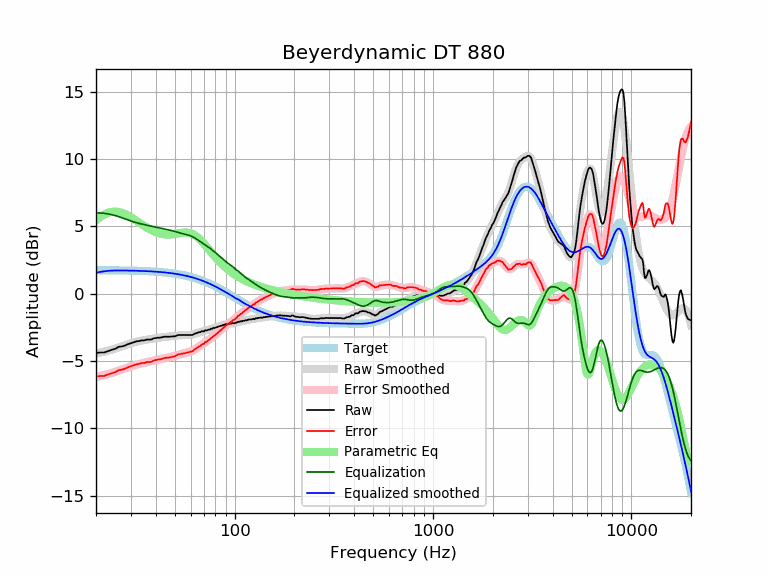 Beyerdynamic DT 880
15
10
5
0
−5
−10
−15
Amplitude (dBr)
Target
Raw Smoothed
Error Smoothed
Raw
Error
Parametric Eq
Equalization
Equalized smoothed
100
1000
10000
Frequency (Hz)